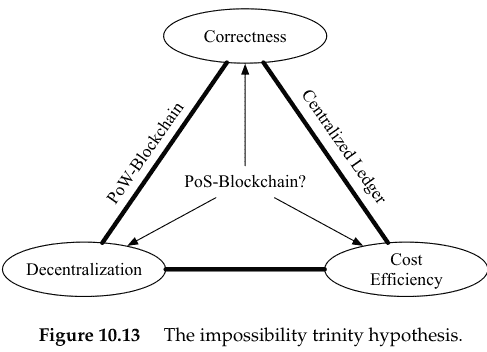 Correctness
PoW-Blockchain
Centralized Ledger
PoS-Blockchain?
Decentralization
Cost
Efficiency
Figure 10.13 The impossibility trinity hypothesis.